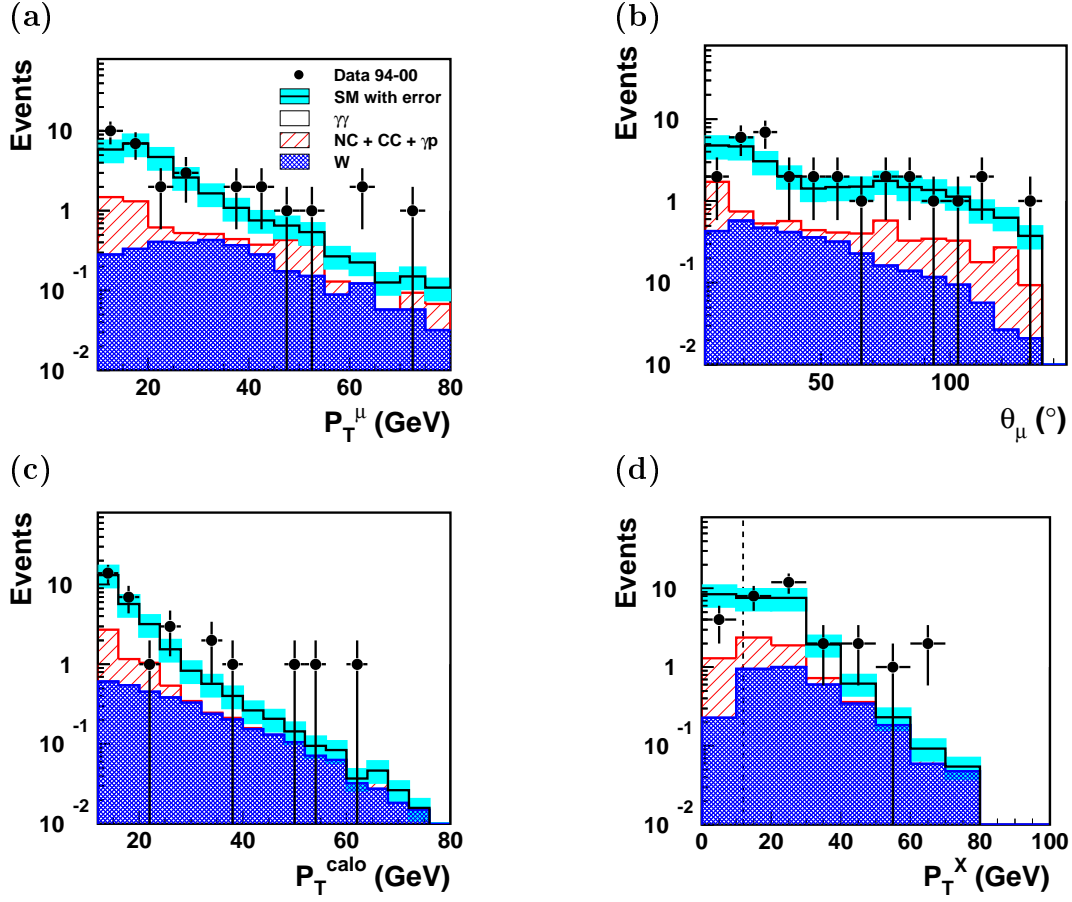 (a)
Events
10
1
10⁻¹
10⁻²
20 40 60 80
P_T^μ (GeV)
Data 94-00
SM with error
γγ
NC + CC + γp
W
(b)
Events
10
1
10⁻¹
10⁻²
50 100
θ_μ (°)
(c)
Events
10
1
10⁻¹
10⁻²
20 40 60 80
P_T^calo (GeV)
(d)
Events
10
1
10⁻¹
10⁻²
0 20 40 60 80 100
P_T^X (GeV)